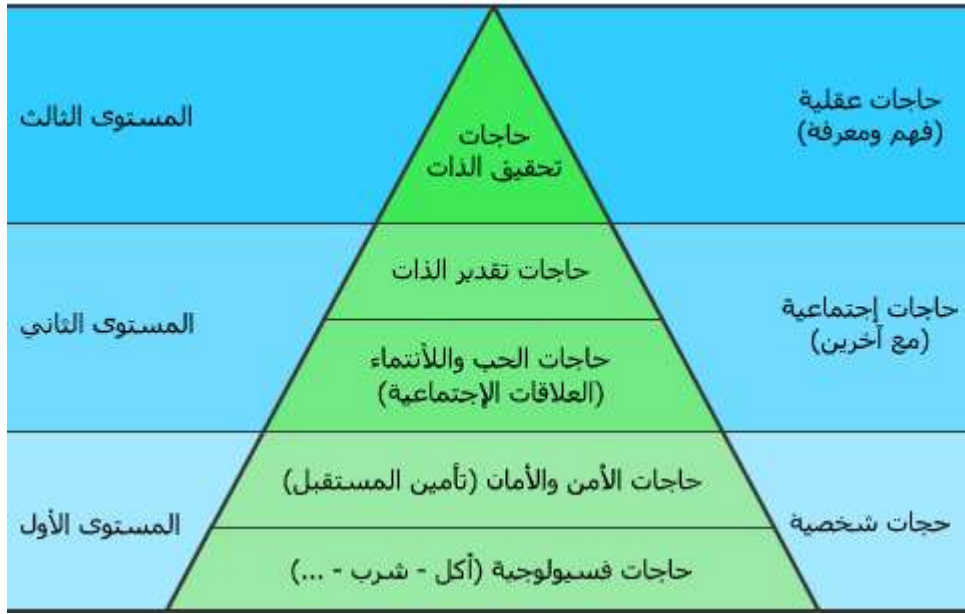 حاجات عقلية
(فهم ومعرفة)
حاجات
تحقيق الذات
المستوى الثالث
حاجات إجتماعية
(مع آخرين)
حاجات تقدير الذات
حاجات الحب واللأنتماء
(العلاقات الإجتماعية)
المستوى الثاني
حجات شخصية
حاجات الأمن والأمان (تأمين المستقبل)
حاجات فسيولوجية (أكل - شرب - ...)
المستوى الأول